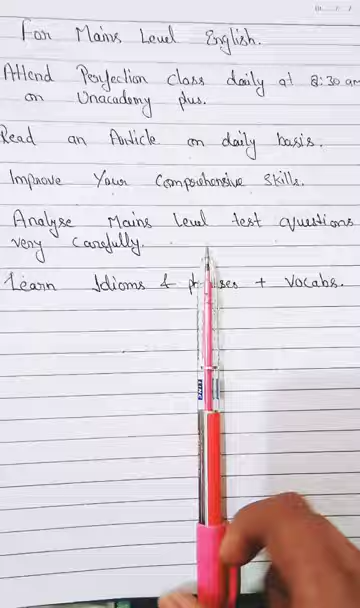 For Mains Level English.
Attend Perfection class daily at 8:30 am
on Unacademy plus.
Read an Article on daily basis.
Improve Your Comprehensive Skills.
Analyse Mains Level test questions
very carefully.
Learn Idioms & + vocabs.